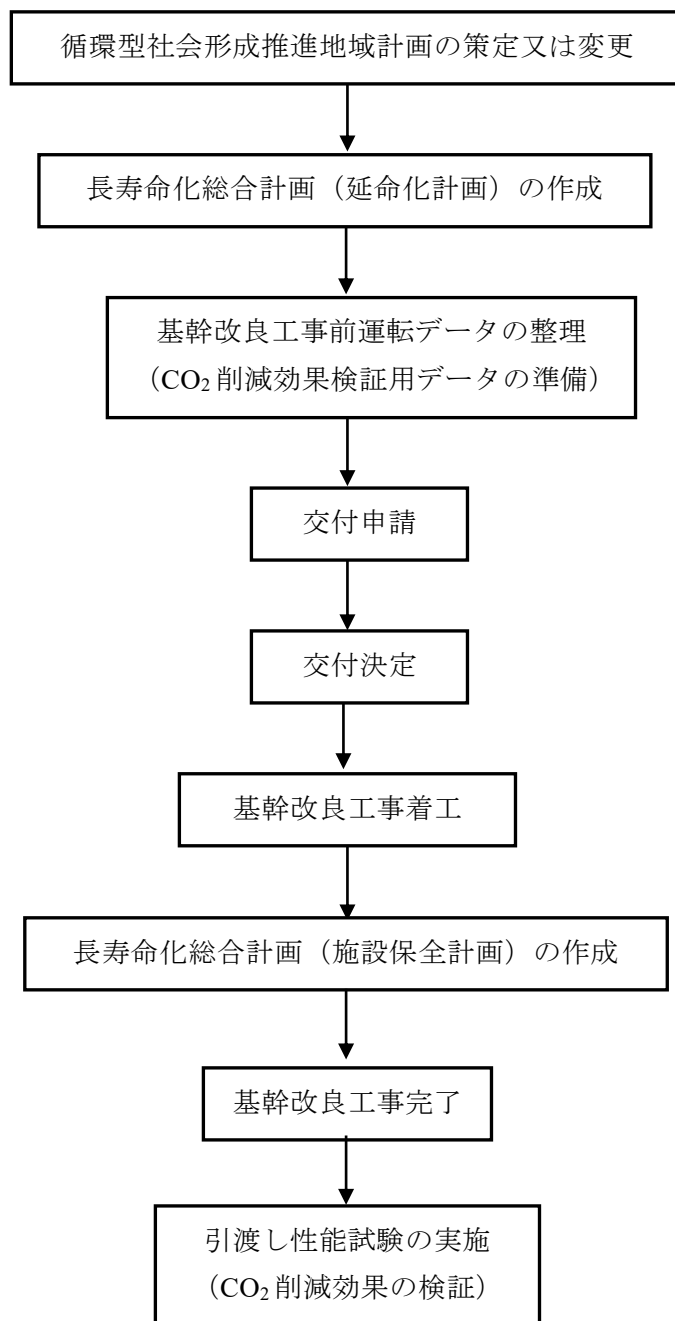 循環型社会形成推進地域計画の策定又は変更
長寿命化総合計画（延命化計画）の作成
基幹改良工事前運転データの整理
（CO₂削減効果検証用データの準備）
交付申請
交付決定
基幹改良工事着工
長寿命化総合計画（施設保全計画）の作成
基幹改良工事完了
引渡し性能試験の実施
（CO₂削減効果の検証）